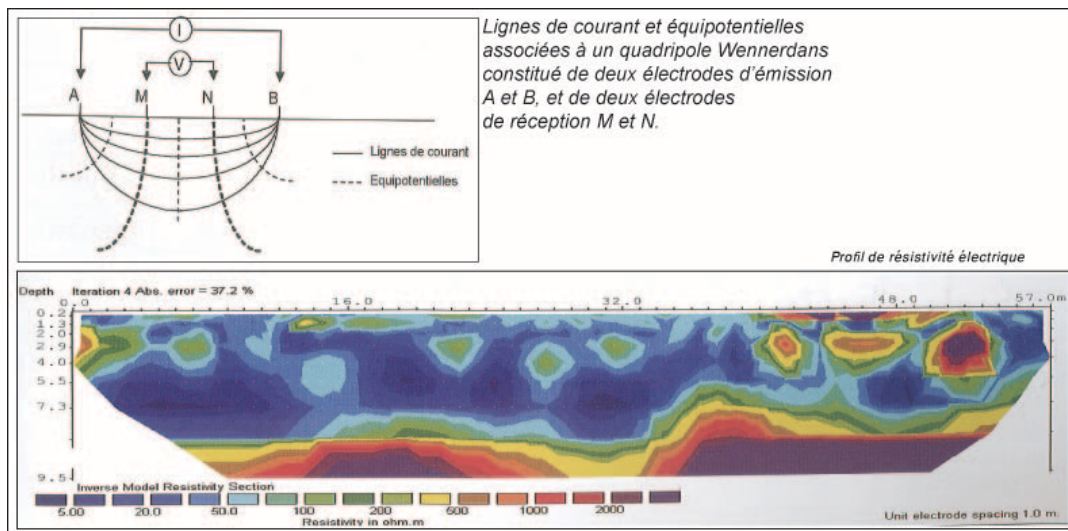 I
V
A M N B
Lignes de courant
Equipotentielles
Lignes de courant et équipotentielles
associées à un quadripole Wennerdans
constitué de deux électrodes d'émission
A et B, et de deux électrodes
de réception M et N.
Profil de résistivité électrique
Depth Iteration 4 Abs. error = 37.2 %
0.0 16.0 32.0 48.0 57.0m
0.2
1.3
2.0
2.9
4.0
5.5
7.3
9.5
Inverse Model Resistivity Section
5.00 20.0 50.0 100 200 500 1000 2000
Resistivity in ohm.m
Unit electrode spacing 1.0 m.